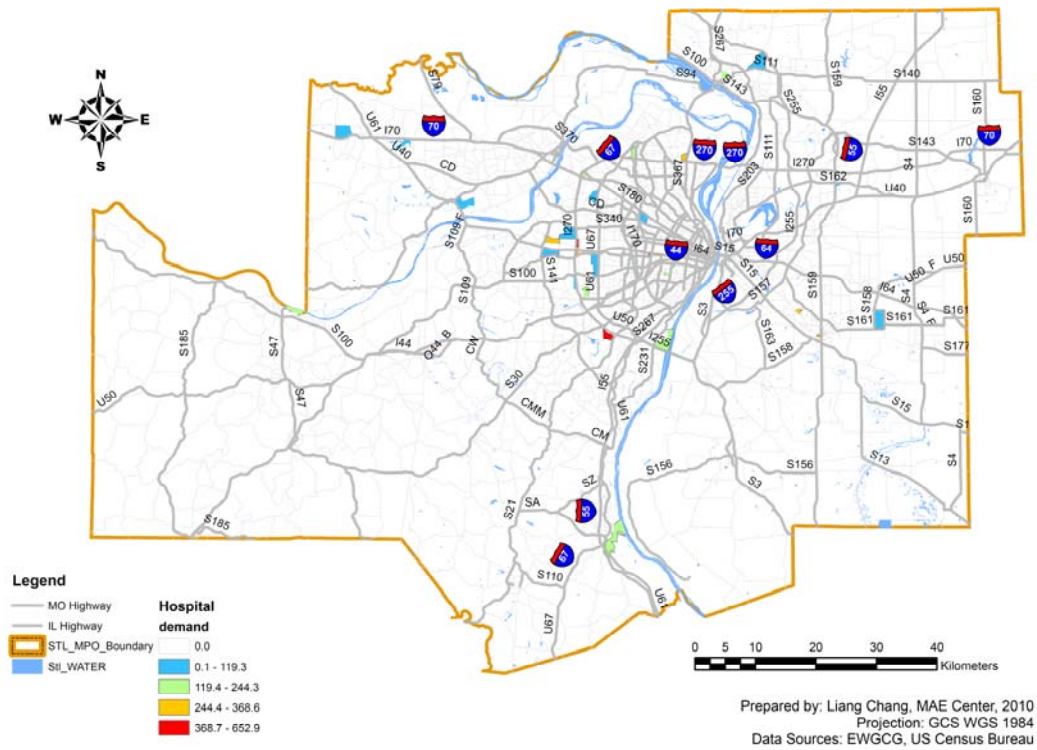 N
W E
S
S267
S100
S94
S143
S111
S255
S159
I55
S140
S160
S79
U61
I70
70
U40
CD
S370
67
S367
270
270
S111
S203
I270
S162
55
S143
S4
I70
70
U40
S160
S180
CD
S340
I270
U67
I170
I64
S15
I70
I255
64
44
S109
F
S141
S100
U61
S109
S15
S157
255
S3
S159
S158
I64
U50
F
U50
S4
S161
S161
S4
F
S161
S177
S163
S158
U50
S267
I255
S231
I55
U61
S185
S47
S100
I44
O44
B
CW
S30
S47
U50
CMM
CM
S15
S1
S13
S4
S156
S156
S3
SZ
SA
S21
55
67
S110
U67
U61
S185
Legend
MO Highway
IL Highway
STL_MPO_Boundary
Stl_WATER
Hospital
demand
0.0
0.1 - 119.3
119.4 - 244.3
244.4 - 368.6
368.7 - 652.9
0 5 10 20 30 40
Kilometers
Prepared by: Liang Chang, MAE Center, 2010
Projection: GCS WGS 1984
Data Sources: EWGCG, US Census Bureau